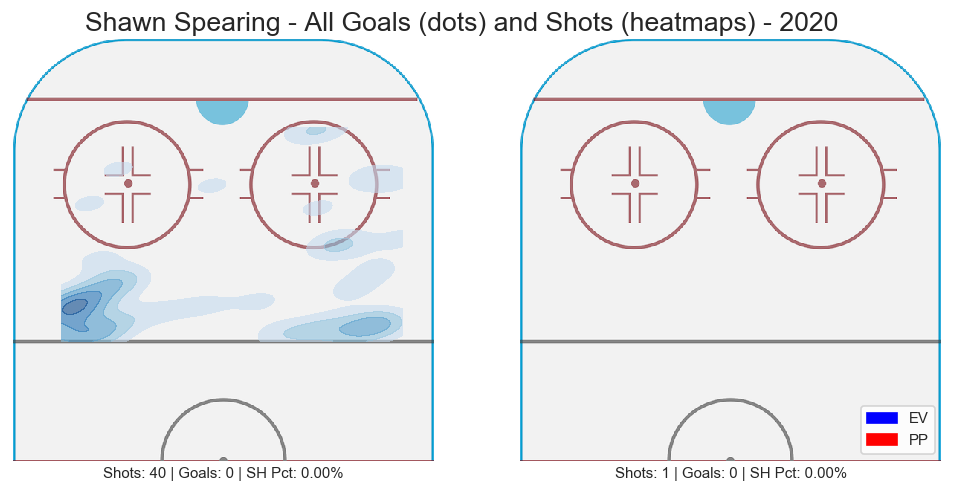 Shawn Spearing - All Goals (dots) and Shots (heatmaps) - 2020
EV
PP
Shots: 40 | Goals: 0 | SH Pct: 0.00%
Shots: 1 | Goals: 0 | SH Pct: 0.00%